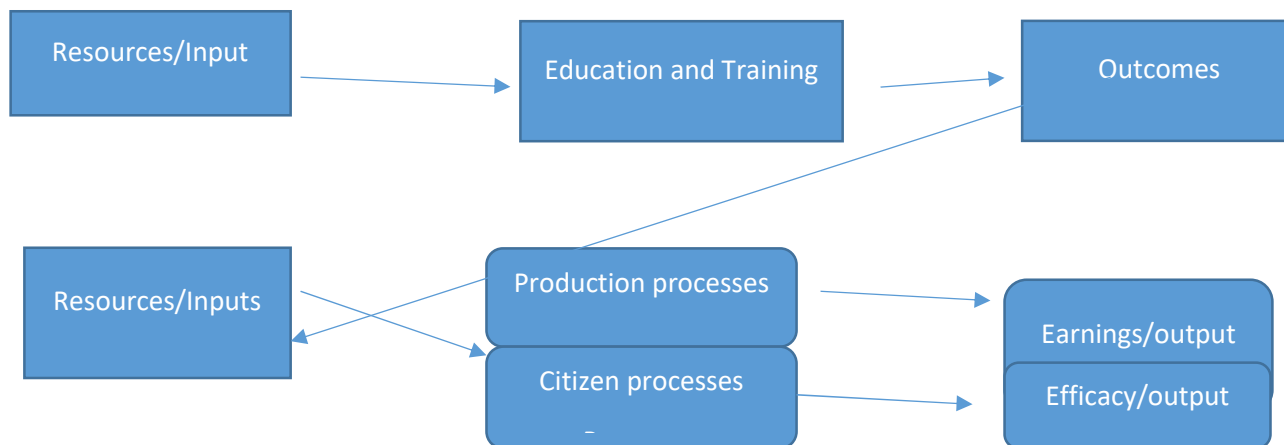 Resources/Input
Education and Training
Outcomes
Resources/Inputs
Production processes
Citizen processes
Earnings/output
Efficacy/output